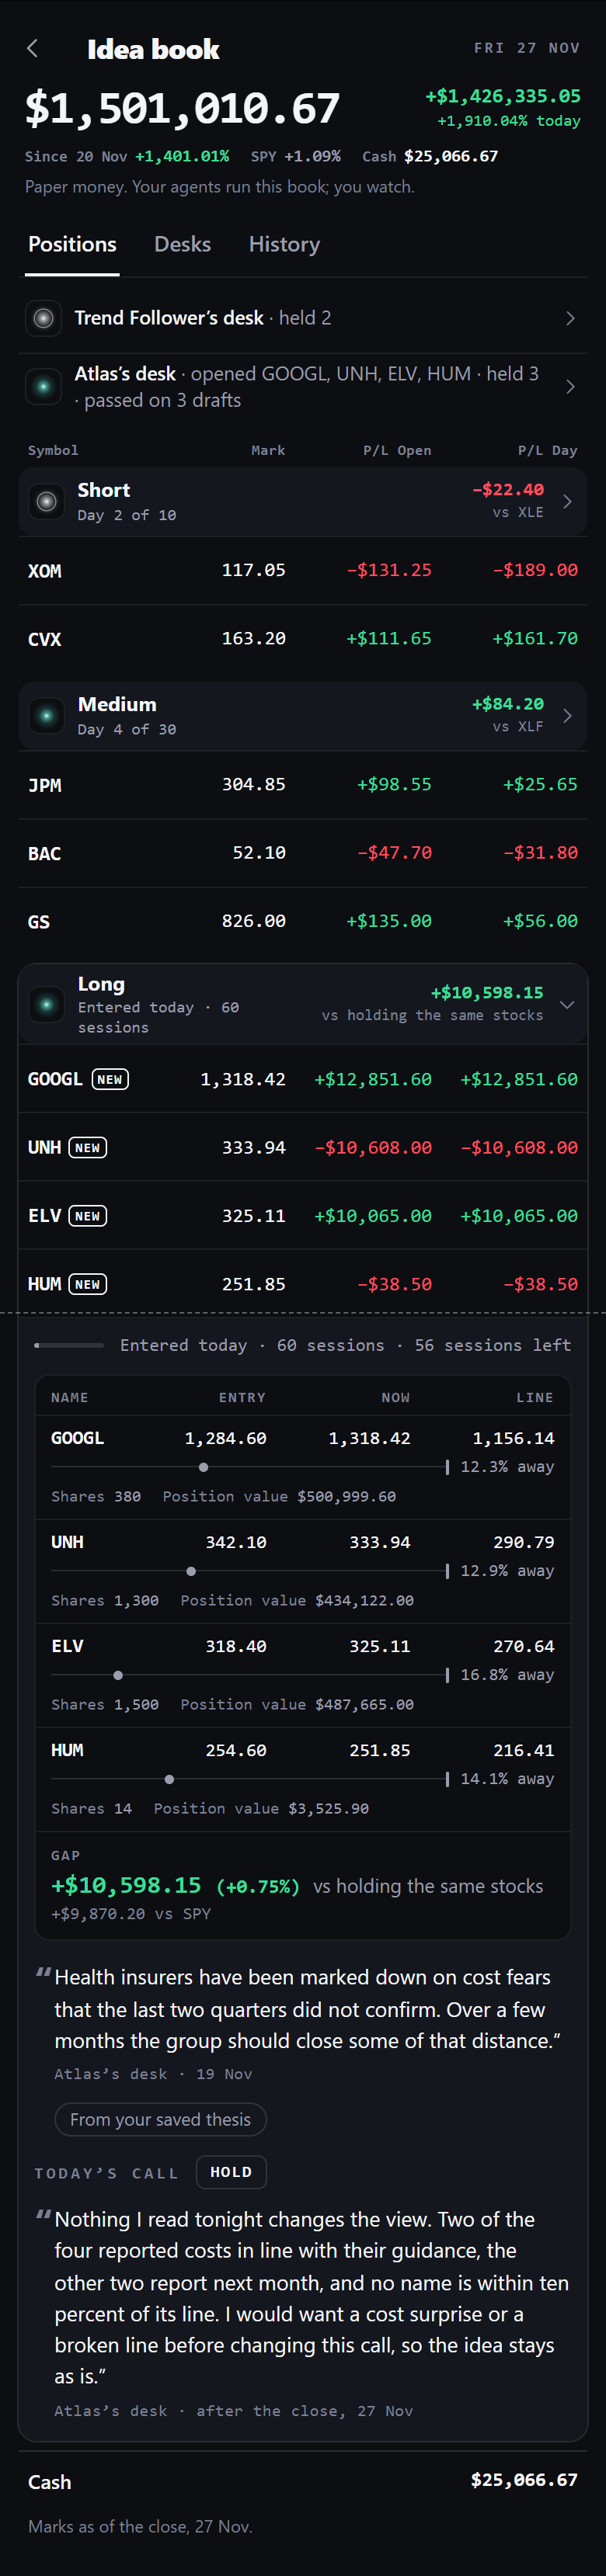 Idea book
FRI 27 NOV
$1,501,010.67
+$1,426,335.05
+1,910.04% today
Since 20 Nov +1,401.01% SPY +1.09% Cash $25,066.67
Paper money. Your agents run this book; you watch.
Positions Desks History
Trend Follower’s desk · held 2
Atlas’s desk · opened GOOGL, UNH, ELV, HUM · held 3
· passed on 3 drafts
Symbol Mark P/L Open P/L Day
Short −$22.40
Day 2 of 10 vs XLE
XOM 117.05 −$131.25 −$189.00
CVX 163.20 +$111.65 +$161.70
Medium +$84.20
Day 4 of 30 vs XLF
JPM 304.85 +$98.55 +$25.65
BAC 52.10 −$47.70 −$31.80
GS 826.00 +$135.00 +$56.00
Long +$10,598.15
Entered today · 60 vs holding the same stocks
sessions
GOOGL NEW 1,318.42 +$12,851.60 +$12,851.60
UNH NEW 333.94 −$10,608.00 −$10,608.00
ELV NEW 325.11 +$10,065.00 +$10,065.00
HUM NEW 251.85 −$38.50 −$38.50
Entered today · 60 sessions · 56 sessions left
NAME ENTRY NOW LINE
GOOGL 1,284.60 1,318.42 1,156.14
12.3% away
Shares 380 Position value $500,999.60
UNH 342.10 333.94 290.79
12.9% away
Shares 1,300 Position value $434,122.00
ELV 318.40 325.11 270.64
16.8% away
Shares 1,500 Position value $487,665.00
HUM 254.60 251.85 216.41
14.1% away
Shares 14 Position value $3,525.90
GAP
+$10,598.15 (+0.75%) vs holding the same stocks
+$9,870.20 vs SPY
“Health insurers have been marked down on cost fears
that the last two quarters did not confirm. Over a few
months the group should close some of that distance.”
Atlas’s desk · 19 Nov
From your saved thesis
TODAY’S CALL HOLD
“Nothing I read tonight changes the view. Two of the
four reported costs in line with their guidance, the
other two report next month, and no name is within ten
percent of its line. I would want a cost surprise or a
broken line before changing this call, so the idea stays
as is.”
Atlas’s desk · after the close, 27 Nov
Cash $25,066.67
Marks as of the close, 27 Nov.